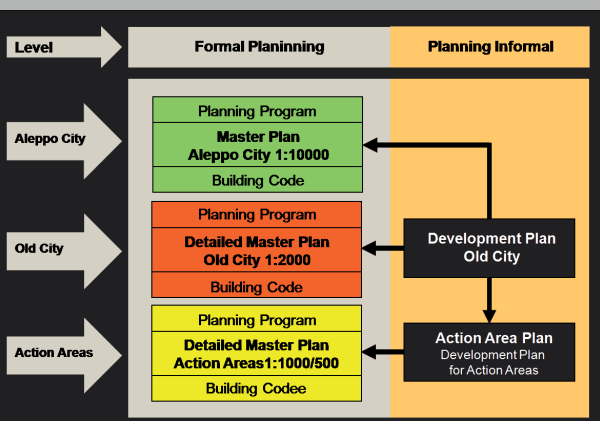 Level
Formal Planinning
Planning Informal
Aleppo City
Planning Program
Master Plan
Aleppo City 1:10000
Building Code
Old City
Planning Program
Detailed Master Plan
Old City 1:2000
Building Code
Development Plan
Old City
Action Areas
Planning Program
Detailed Master Plan
Action Areas1:1000/500
Building Codee
Action Area Plan
Development Plan
for Action Areas